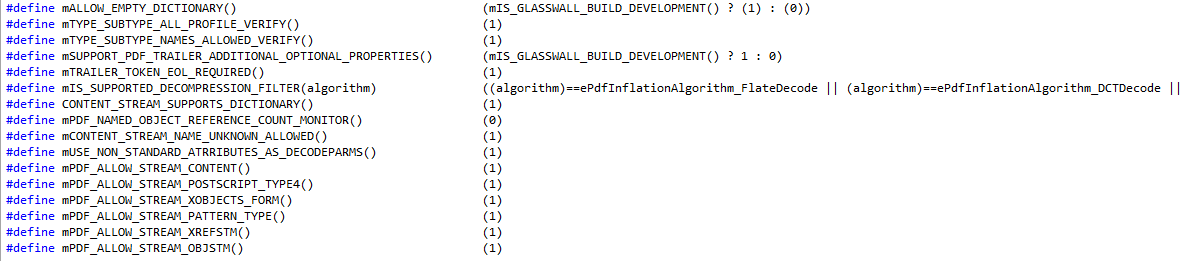 #define mALLOW_EMPTY_DICTIONARY() (mIS_GLASSWALL_BUILD_DEVELOPMENT() ? (1) : (0))
#define mTYPE_SUBTYPE_ALL_PROFILE_VERIFY() (1)
#define mTYPE_SUBTYPE_NAMES_ALLOWED_VERIFY() (1)
#define mSUPPORT_PDF_TRAILER_ADDITIONAL_OPTIONAL_PROPERTIES() (mIS_GLASSWALL_BUILD_DEVELOPMENT() ? 1 : 0)
#define mTRAILER_TOKEN_EOL_REQUIRED() (1)
#define mIS_SUPPORTED_DECOMPRESSION_FILTER(algorithm) ((algorithm)==ePdfInflationAlgorithm_FlateDecode || (algorithm)==ePdfInflationAlgorithm_DCTDecode ||
#define CONTENT_STREAM_SUPPORTS_DICTIONARY() (1)
#define mPDF_NAMED_OBJECT_REFERENCE_COUNT_MONITOR() (0)
#define mCONTENT_STREAM_NAME_UNKNOWN_ALLOWED() (1)
#define mUSE_NON_STANDARD_ATRRIBUTES_AS_DECODEPARMS() (1)
#define mPDF_ALLOW_STREAM_CONTENT() (1)
#define mPDF_ALLOW_STREAM_POSTSCRIPT_TYPE4() (1)
#define mPDF_ALLOW_STREAM_XOBJECTS_FORM() (1)
#define mPDF_ALLOW_STREAM_PATTERN_TYPE() (1)
#define mPDF_ALLOW_STREAM_XREFSTM() (1)
#define mPDF_ALLOW_STREAM_OBJSTM() (1)